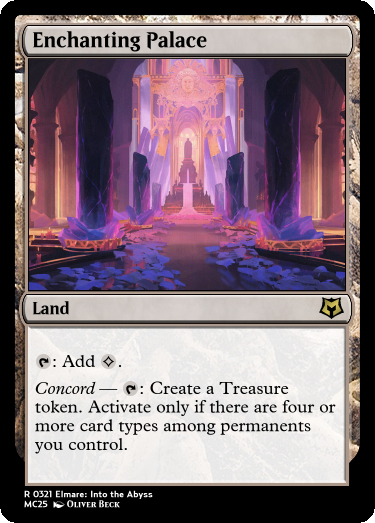 Enchanting Palace
Land
: Add .
Concord — : Create a Treasure
token. Activate only if there are four or
more card types among permanents
you control.
R 0321 Elmare: Into the Abyss
MC25 Oliver Beck